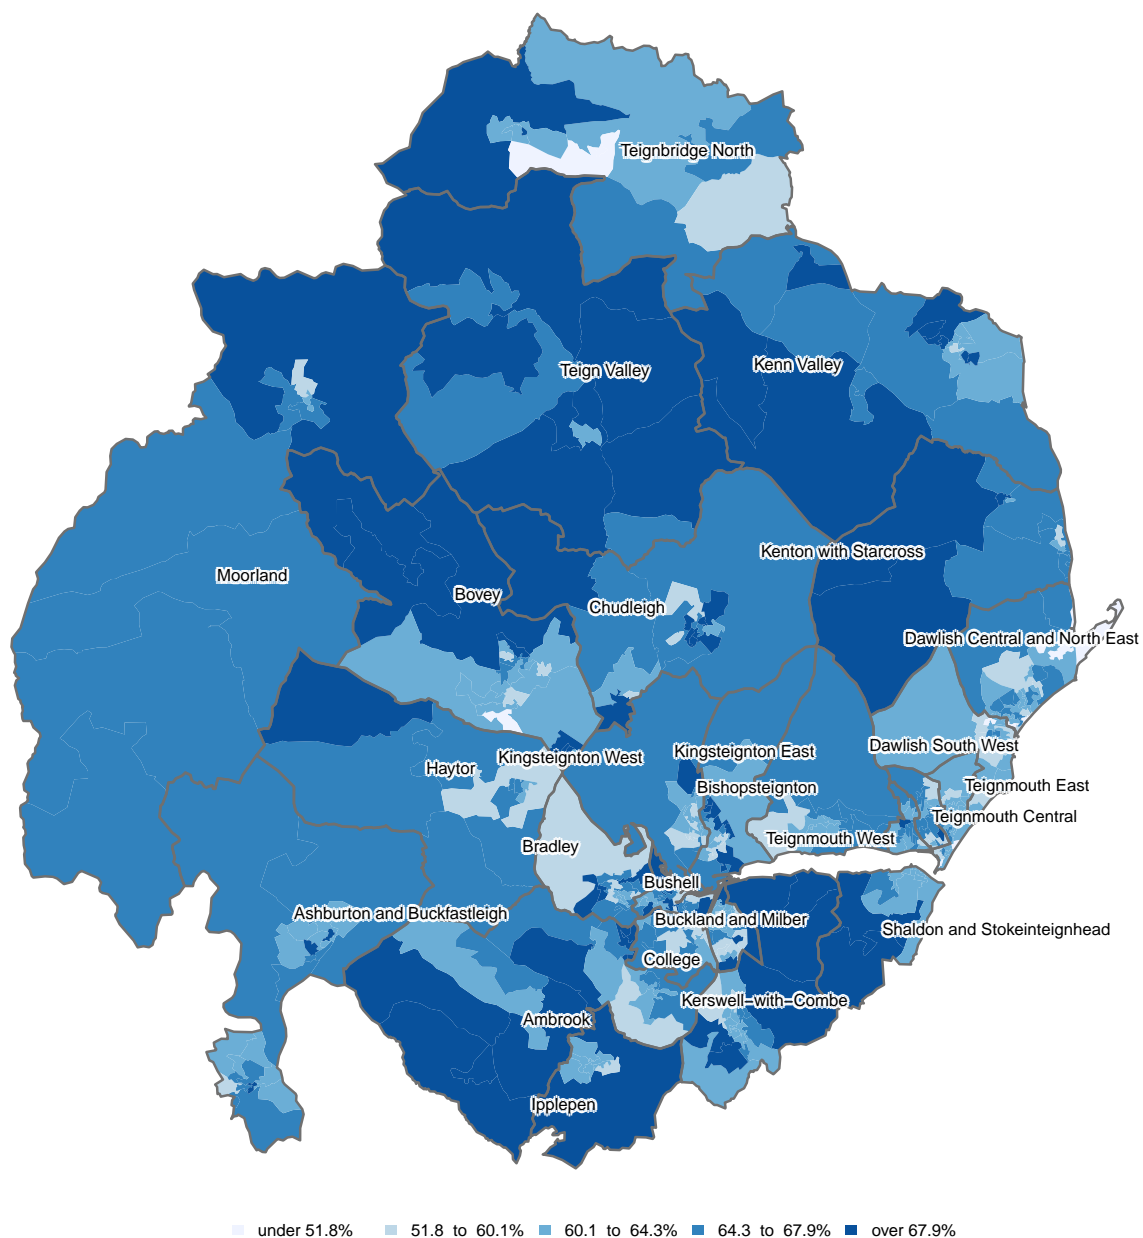 Teignbridge North
Teign Valley
Kenn Valley
Kenton with Starcross
Moorland
Bovey
Chudleigh
Dawlish Central and North East
Dawlish South West
Kingsteignton East
Kingsteignton West
Haytor
Bishopsteignton
Teignmouth East
Teignmouth Central
Teignmouth West
Bradley
Bushell
Ashburton and Buckfastleigh
Buckland and Milber
Shaldon and Stokeinteignhead
College
Kerswell-with-Combe
Ambrook
Ipplepen
under 51.8% 51.8 to 60.1% 60.1 to 64.3% 64.3 to 67.9% over 67.9%